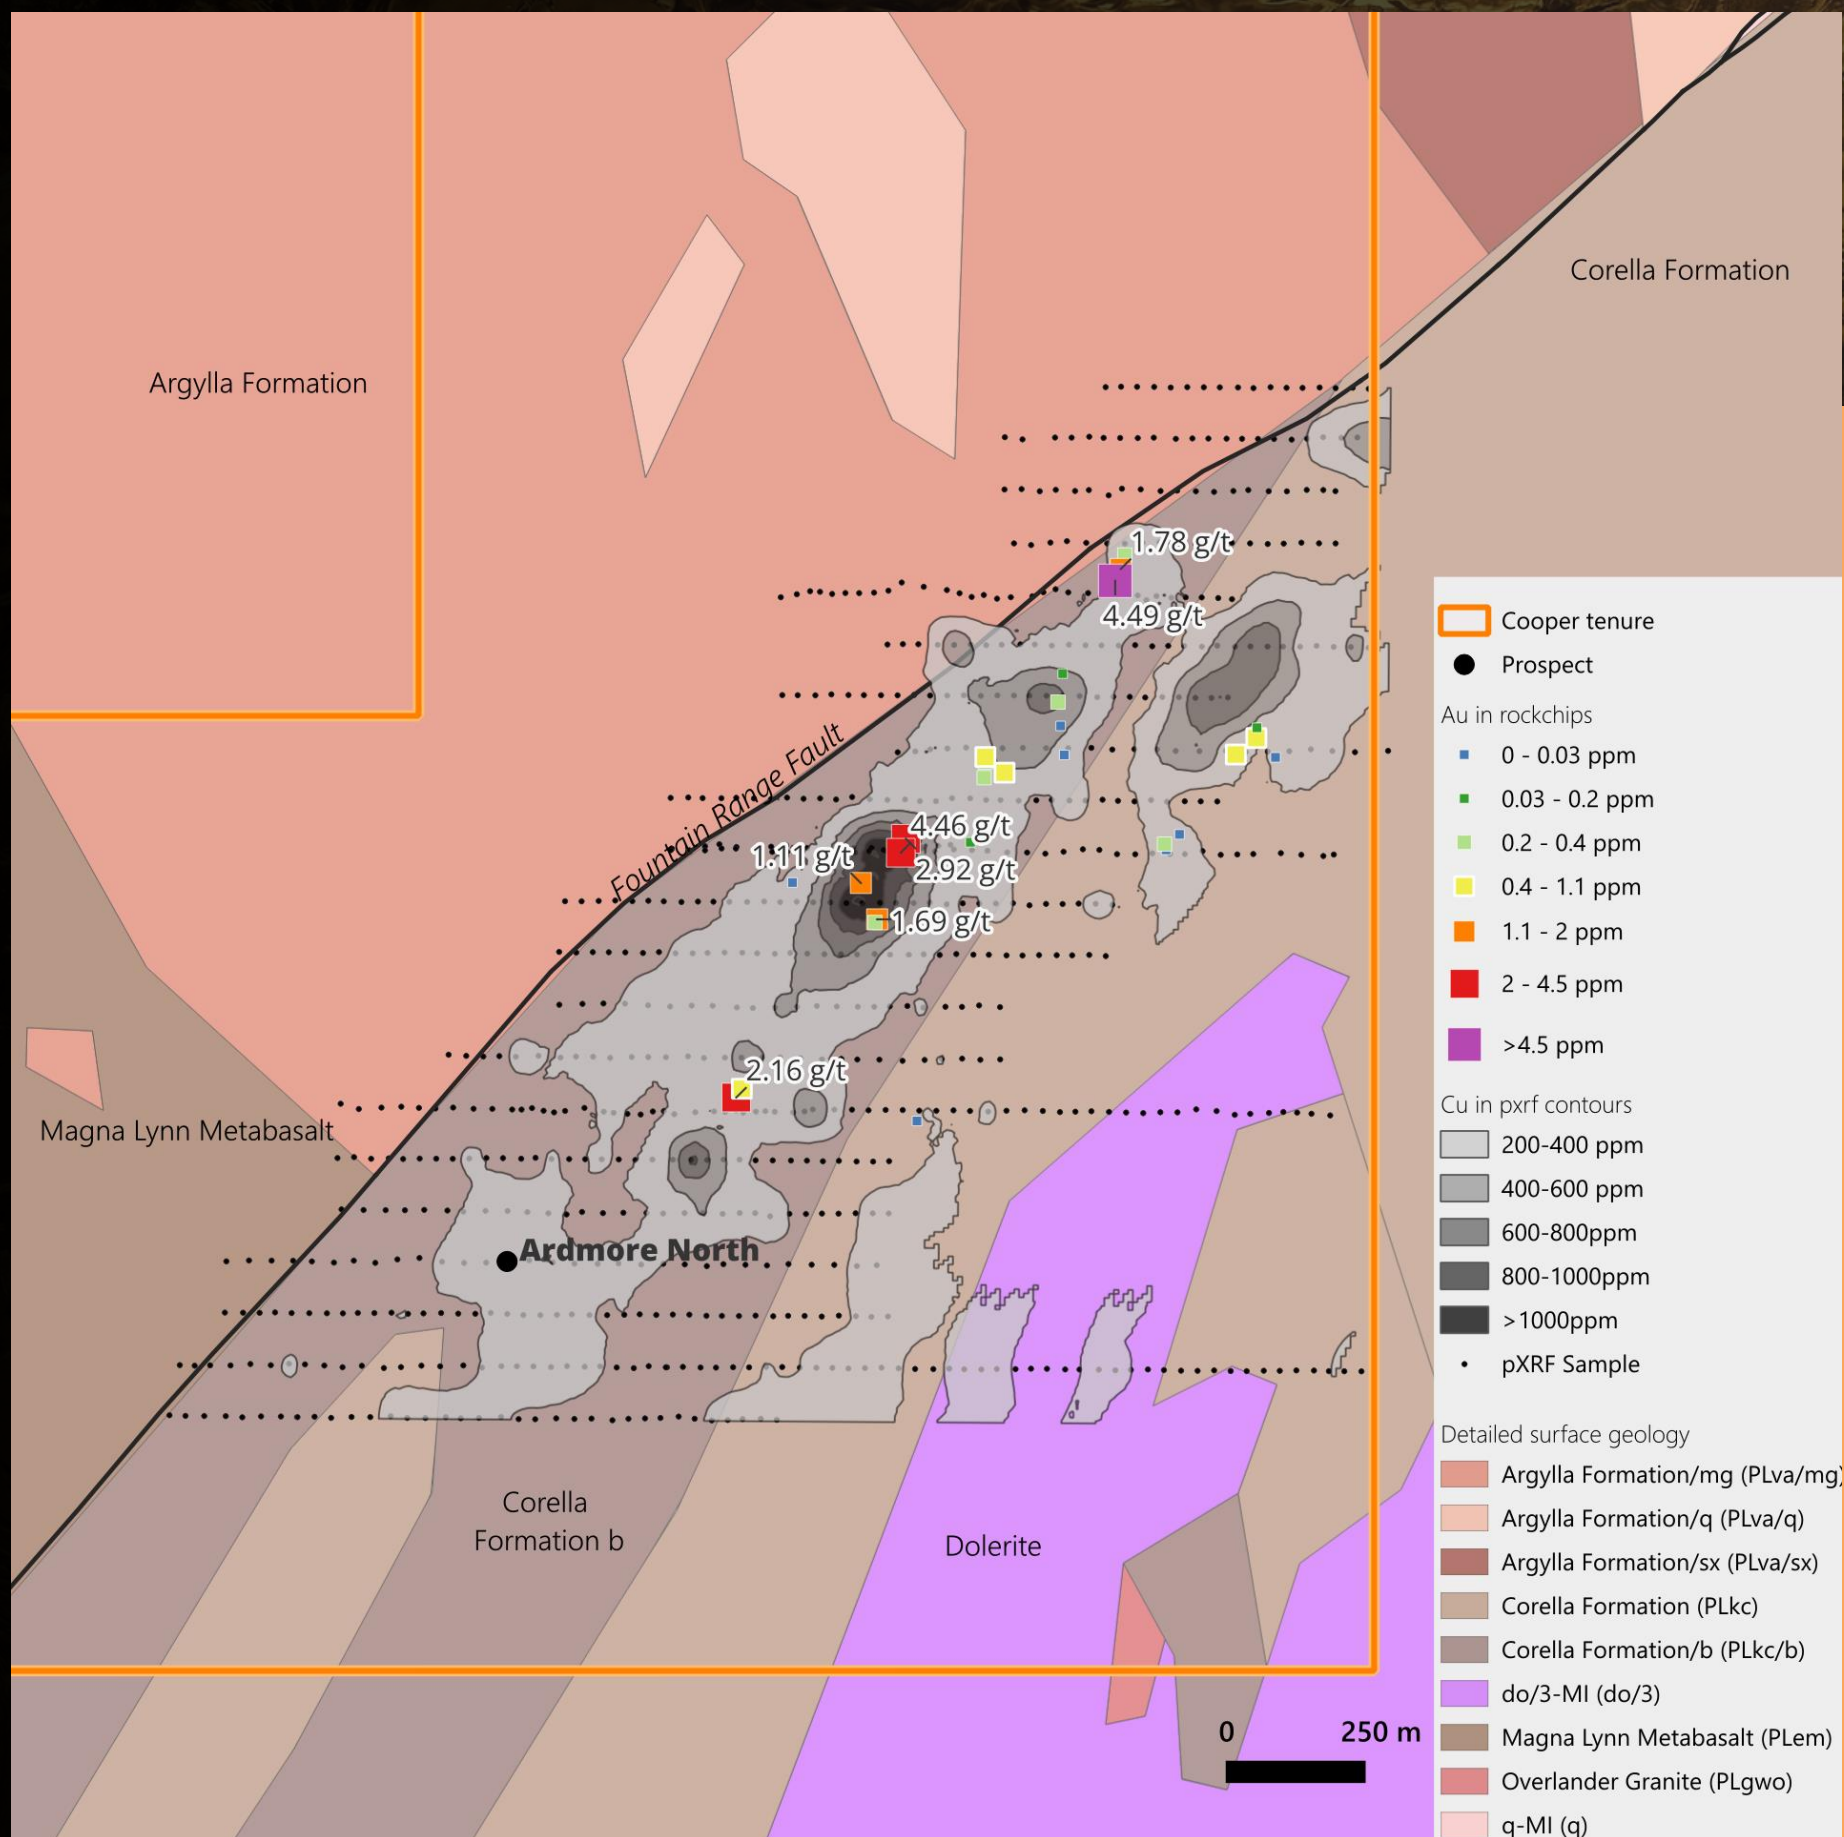 Corella Formation
Argylla Formation
1.78 g/t
4.49 g/t
Fountain Range Fault
4.46 g/t
1.11 g/t
2.92 g/t
1.69 g/t
2.16 g/t
Magna Lynn Metabasalt
Ardmore North
Corella
Formation b
Dolerite
0 250 m
Cooper tenure
Prospect
Au in rockchips
0 - 0.03 ppm
0.03 - 0.2 ppm
0.2 - 0.4 ppm
0.4 - 1.1 ppm
1.1 - 2 ppm
2 - 4.5 ppm
>4.5 ppm
Cu in pxrf contours
200-400 ppm
400-600 ppm
600-800ppm
800-1000ppm
>1000ppm
pXRF Sample
Detailed surface geology
Argylla Formation/mg (PLva/mg)
Argylla Formation/q (PLva/q)
Argylla Formation/sx (PLva/sx)
Corella Formation (PLkc)
Corella Formation/b (PLkc/b)
do/3-MI (do/3)
Magna Lynn Metabasalt (PLem)
Overlander Granite (PLgwo)
q-MI (q)